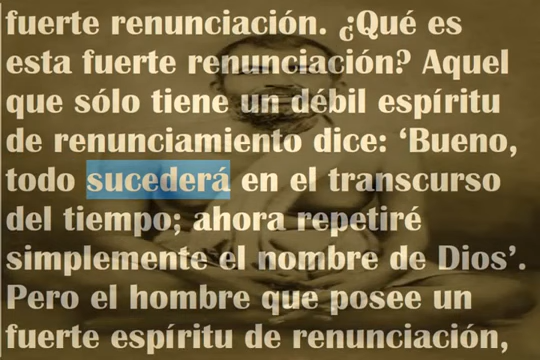 fuerte renunciación. ¿Qué es
esta fuerte renunciación? Aquel
que sólo tiene un débil espíritu
de renunciamiento dice: ‘Bueno,
todo sucederá en el transcurso
del tiempo; ahora repetiré
simplemente el nombre de Dios’.
Pero el hombre que posee un
fuerte espíritu de renunciación,